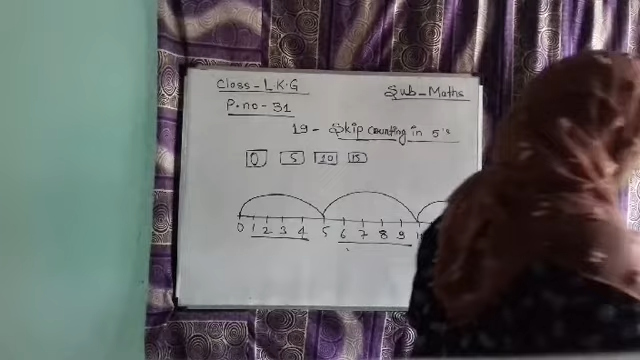 Class - L.K.G
Sub - Maths
P.no - 31
19 - Skip counting in 5's
0 5 10 15
0 1 2 3 4 5 6 7 8 9